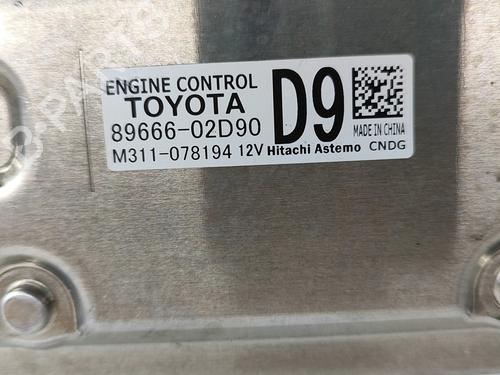 ENGINE CONTROL
TOYOTA
89666-02D90
D9
MADE IN CHINA
M311-078194 12V Hitachi Astemo CNDG